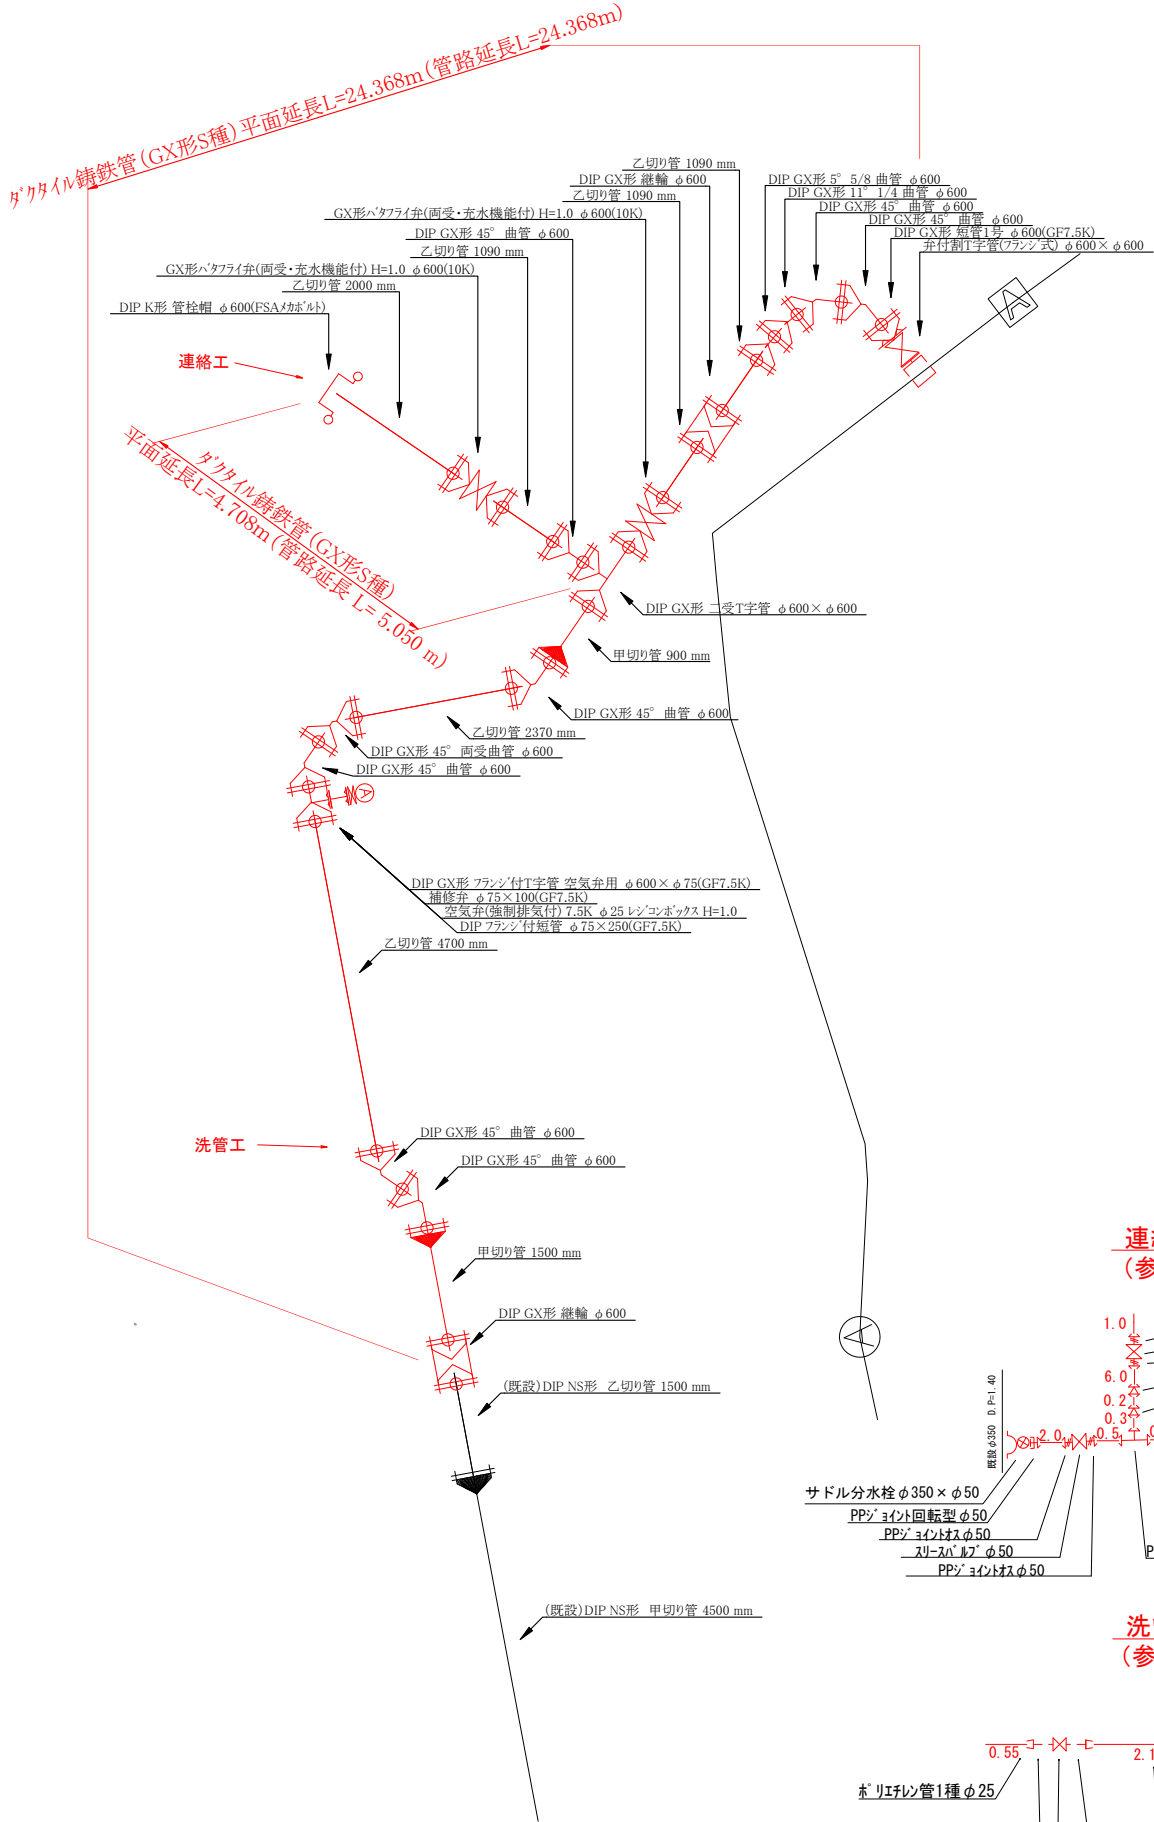 ダクタイル鋳鉄管(GX形S種)平面延長L=24.368m(管路延長L=24.368m)
乙切り管 1090 mm
DIP GX形 継輪 φ600
乙切り管 1090 mm
GX形バタフライ弁(両受・充水機能付) H=1.0 φ600(10K)
DIP GX形 45° 曲管 φ600
乙切り管 1090 mm
GX形バタフライ弁(両受・充水機能付) H=1.0 φ600(10K)
乙切り管 2000 mm
DIP K形 管栓帽 φ600(FSAメカボルト)
DIP GX形 5° 5/8 曲管 φ600
DIP GX形 11° 1/4 曲管 φ600
DIP GX形 45° 曲管 φ600
DIP GX形 45° 曲管 φ600
DIP GX形 短管1号 φ600(GF7.5K)
弁付割T字管(フランジ式) φ600×φ600
A
連絡工
ダクタイル鋳鉄管(GX形S種)
平面延長L=4.708m(管路延長 L= 5.050 m)
DIP GX形 二受T字管 φ600×φ600
甲切り管 900 mm
DIP GX形 45° 曲管 φ600
乙切り管 2370 mm
DIP GX形 45° 両受曲管 φ600
DIP GX形 45° 曲管 φ600
A
DIP GX形 フランジ付T字管 空気弁用 φ600×φ75(GF7.5K)
補修弁 φ75×100(GF7.5K)
空気弁(強制排気付) 7.5K φ25 レジコンボックス H=1.0
DIP フランジ付短管 φ75×250(GF7.5K)
乙切り管 4700 mm
洗管工
DIP GX形 45° 曲管 φ600
DIP GX形 45° 曲管 φ600
甲切り管 1500 mm
DIP GX形 継輪 φ600
(既設)DIP NS形 乙切り管 1500 mm
(既設)DIP NS形 甲切り管 4500 mm
A
連
(参
1.0
6.0
0.2
0.3
2.0
0.5
既設φ350 D.P=1.40
サドル分水栓φ350×φ50
PPジョイント回転型φ50
PPジョイントオスφ50
スリースバルブφ50
PPジョイントオスφ50
P
洗
(参
0.55
2.1
ポリエチレン管1種φ25